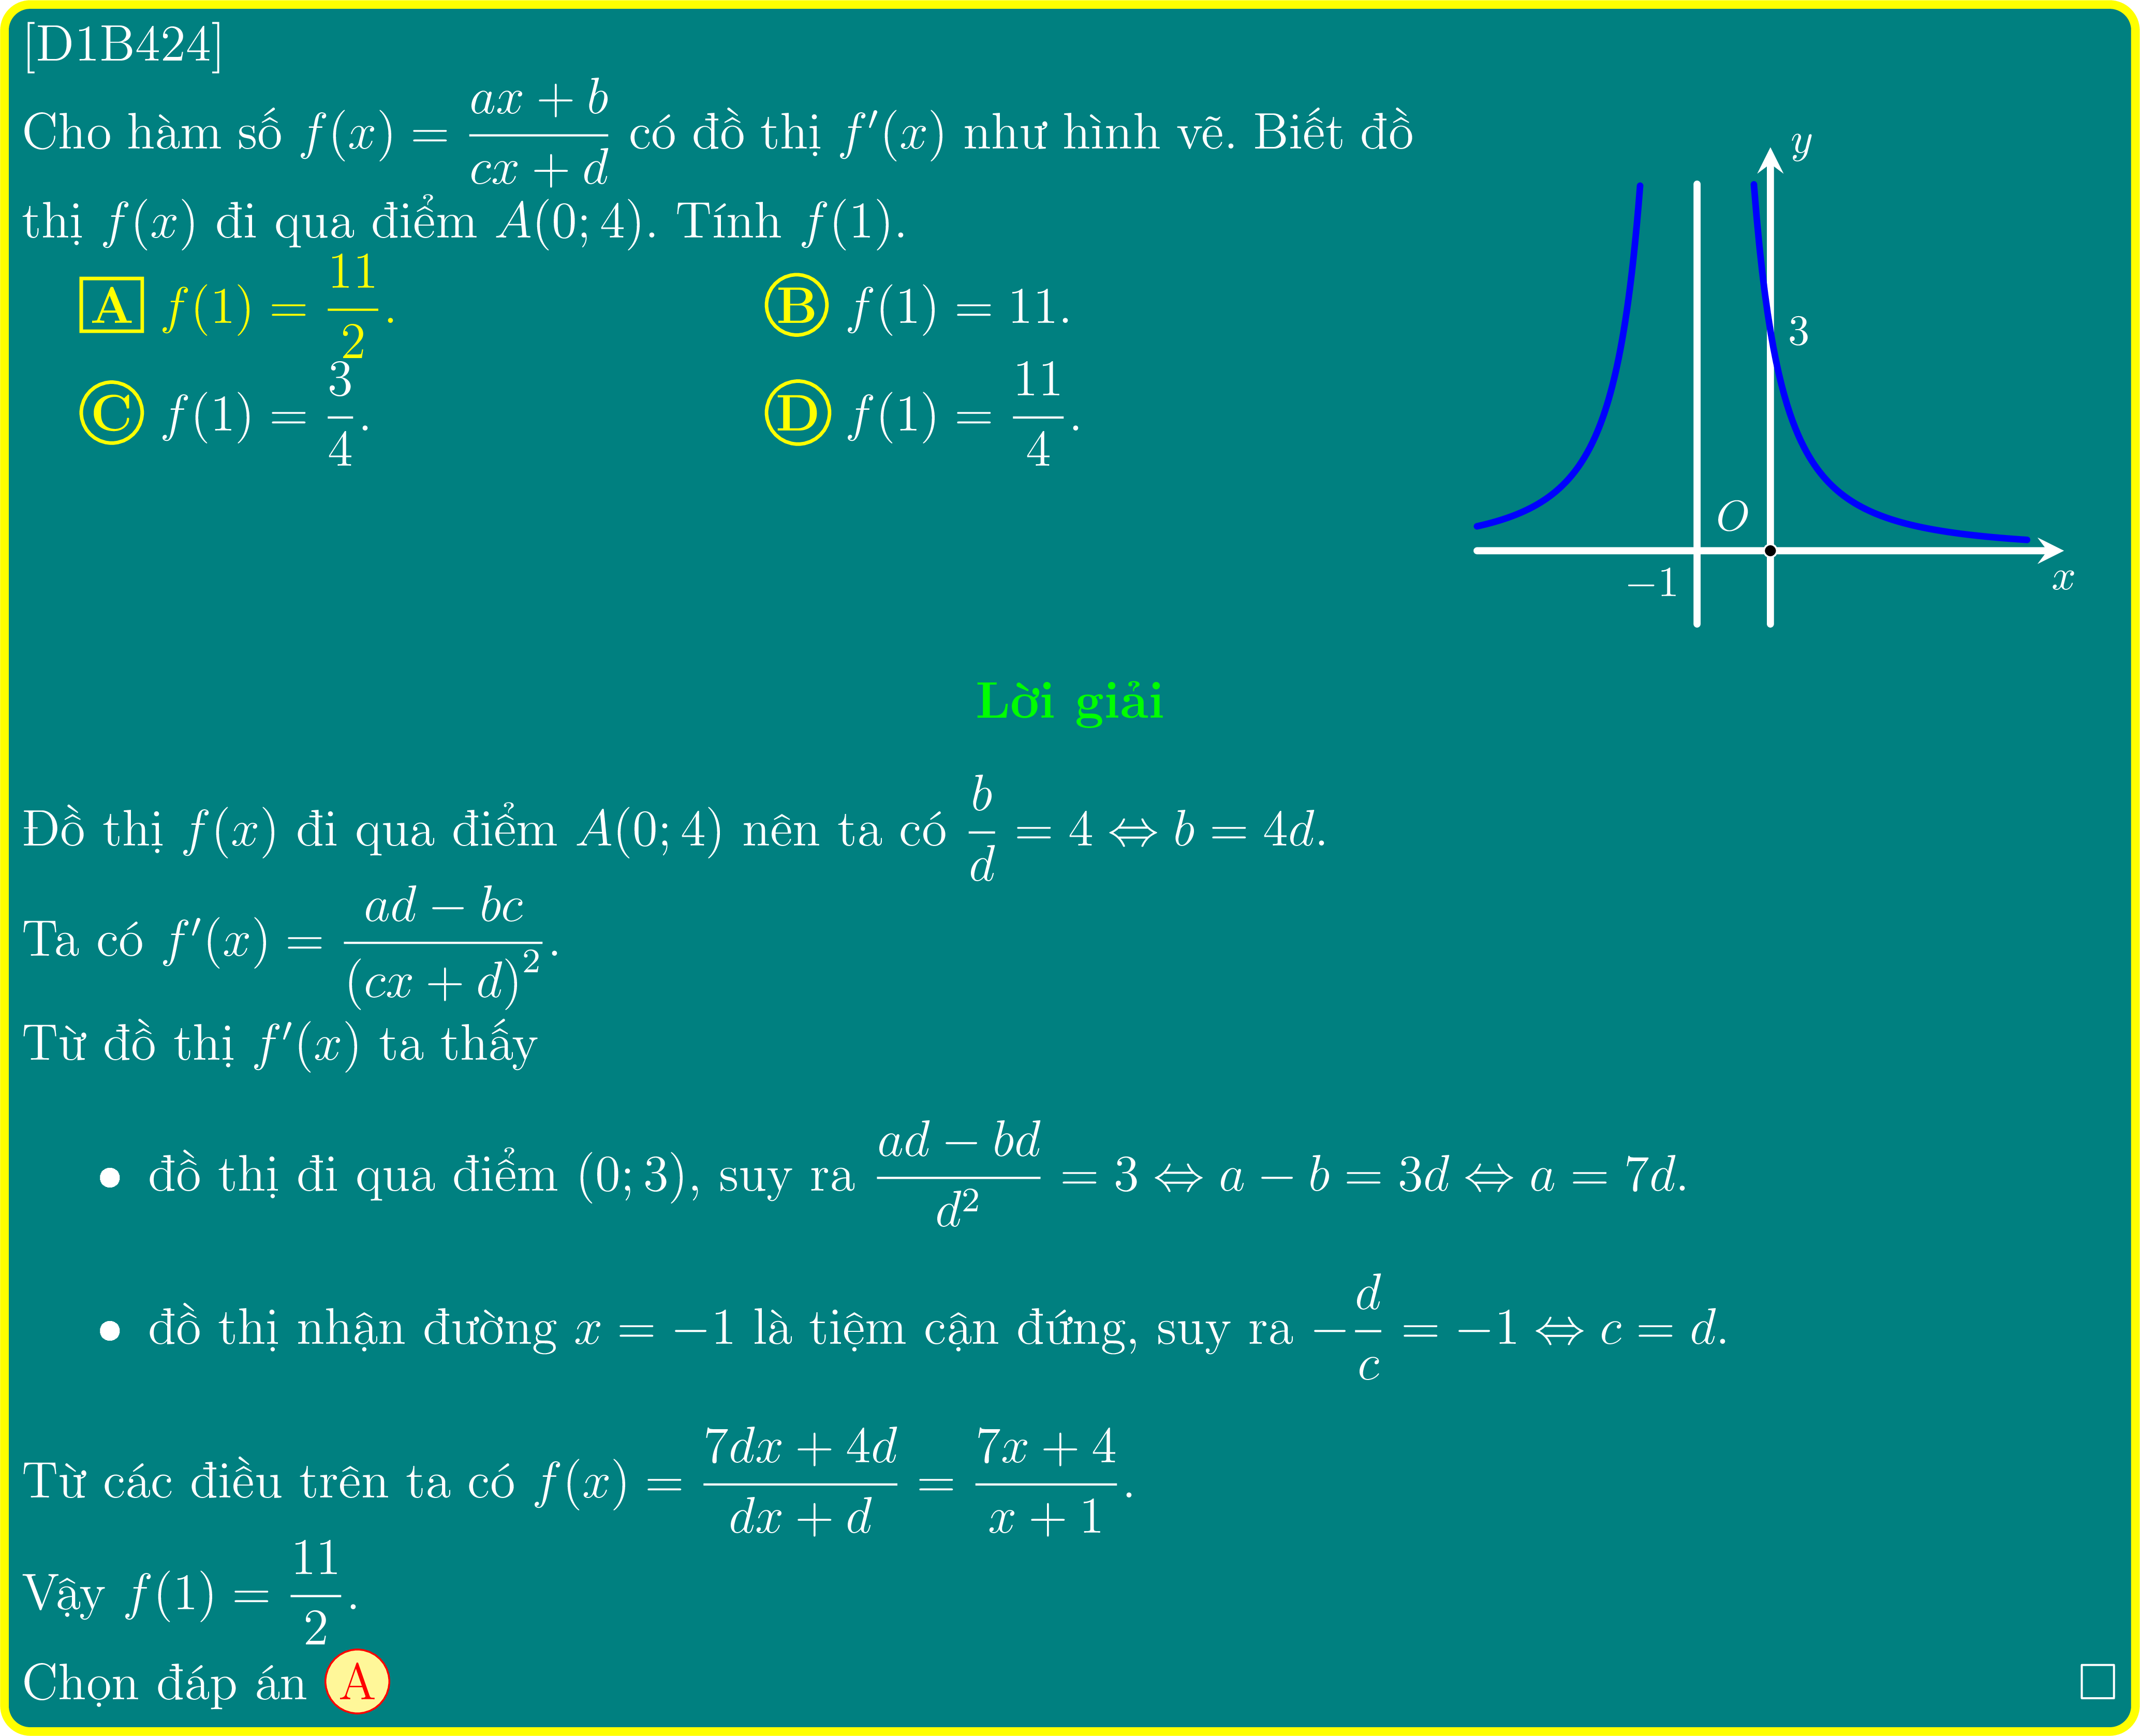 [D1B424]
Cho hàm số f(x) = \frac{ax + b}{cx + d} có đồ thị f′(x) như hình vẽ. Biết đồ
thị f(x) đi qua điểm A(0; 4). Tính f(1).
A f(1) = \frac{11}{2}. B f(1) = 11.
C f(1) = \frac{3}{4}. D f(1) = \frac{11}{4}.
y
3
O
−1
x
Lời giải
Đồ thị f(x) đi qua điểm A(0; 4) nên ta có \frac{b}{d} = 4 ⇔ b = 4d.
Ta có f′(x) = \frac{ad − bc}{(cx + d)^2}.
Từ đồ thị f′(x) ta thấy
• đồ thị đi qua điểm (0; 3), suy ra \frac{ad − bd}{d^2} = 3 ⇔ a − b = 3d ⇔ a = 7d.
• đồ thị nhận đường x = −1 là tiệm cận đứng, suy ra −\frac{d}{c} = −1 ⇔ c = d.
Từ các điều trên ta có f(x) = \frac{7dx + 4d}{dx + d} = \frac{7x + 4}{x + 1}.
Vậy f(1) = \frac{11}{2}.
Chọn đáp án A □